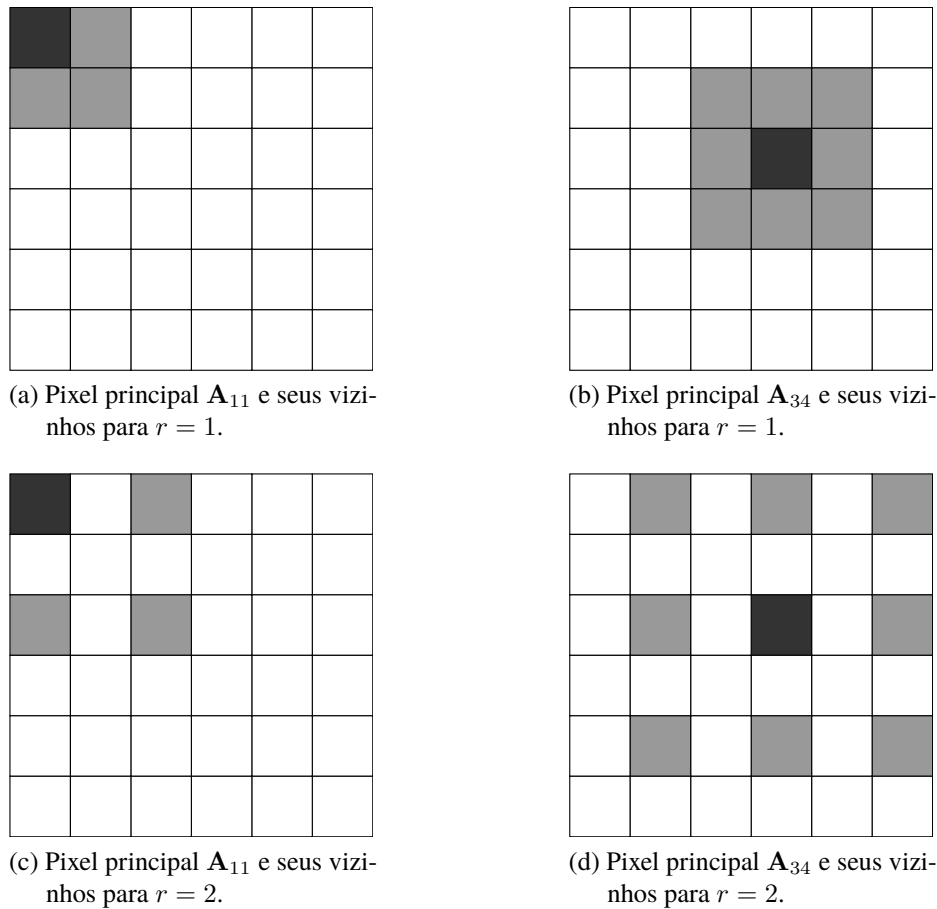 (a) Pixel principal A₁₁ e seus vizi-
nhos para r = 1.
(b) Pixel principal A₃₄ e seus vizi-
nhos para r = 1.
(c) Pixel principal A₁₁ e seus vizi-
nhos para r = 2.
(d) Pixel principal A₃₄ e seus vizi-
nhos para r = 2.